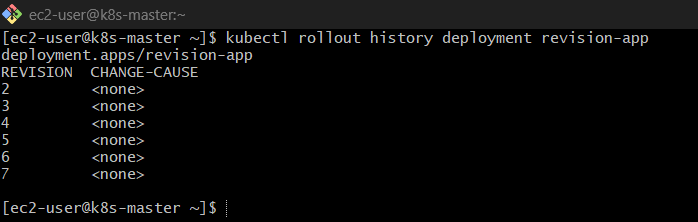 ec2-user@k8s-master:~
[ec2-user@k8s-master ~]$ kubectl rollout history deployment revision-app
deployment.apps/revision-app
REVISION  CHANGE-CAUSE
2         <none>
3         <none>
4         <none>
5         <none>
6         <none>
7         <none>
[ec2-user@k8s-master ~]$